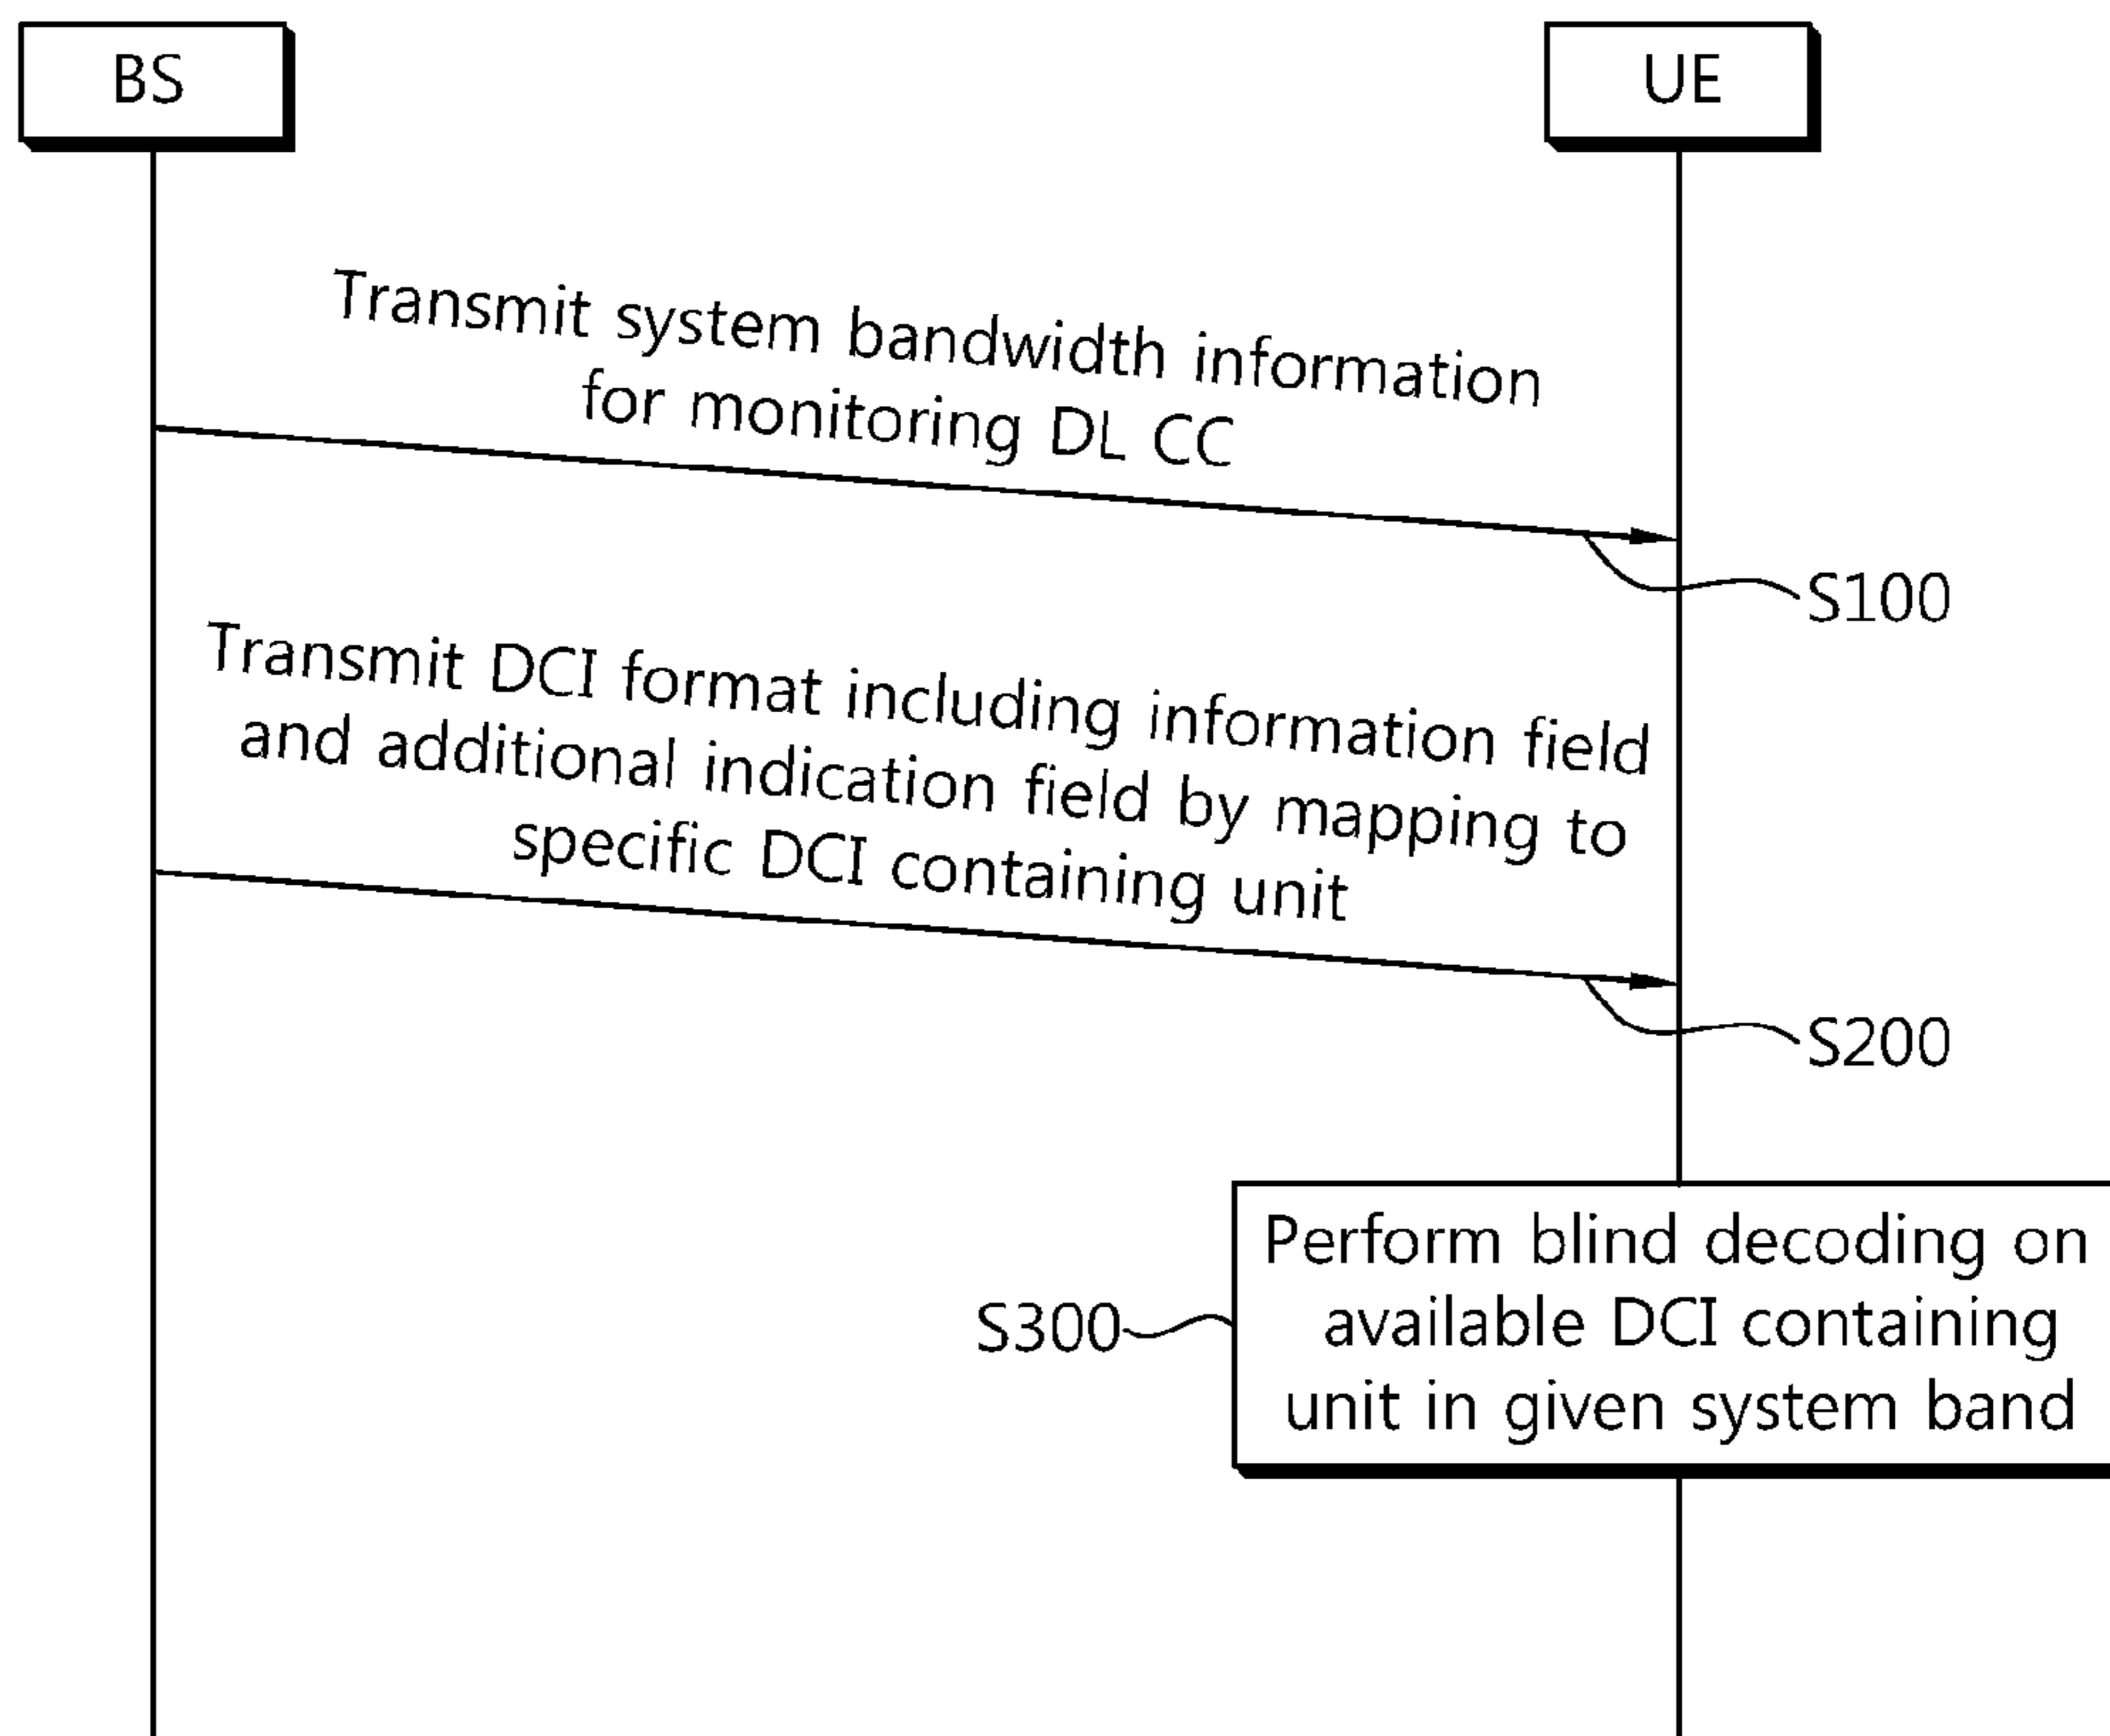 BS
UE
Transmit system bandwidth information
for monitoring DL CC
S100
Transmit DCI format including information field
and additional indication field by mapping to
specific DCI containing unit
S200
Perform blind decoding on
available DCI containing
unit in given system band
S300